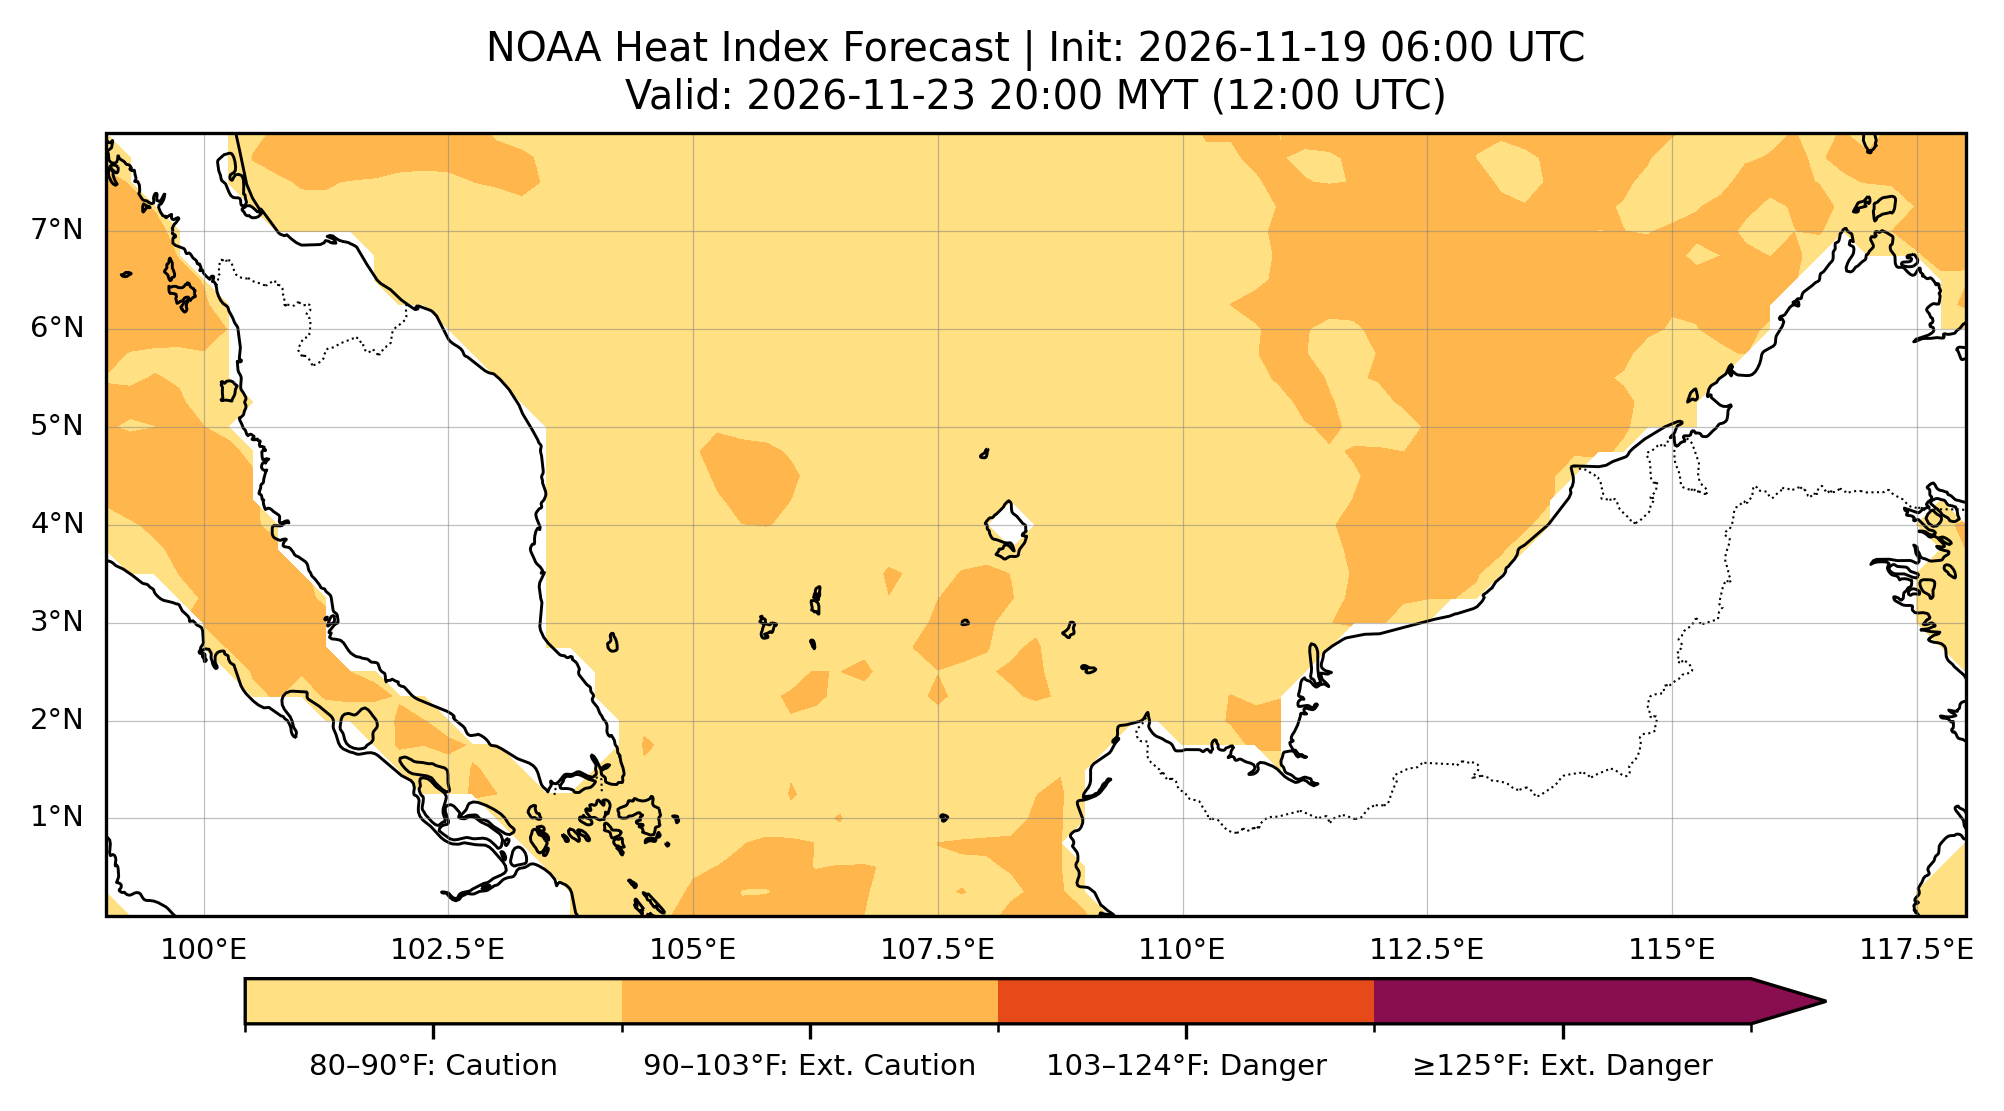 NOAA Heat Index Forecast | Init: 2026-11-19 06:00 UTC
Valid: 2026-11-23 20:00 MYT (12:00 UTC)
7°N
6°N
5°N
4°N
3°N
2°N
1°N
100°E
102.5°E
105°E
107.5°E
110°E
112.5°E
115°E
117.5°E
80–90°F: Caution
90–103°F: Ext. Caution
103–124°F: Danger
≥125°F: Ext. Danger